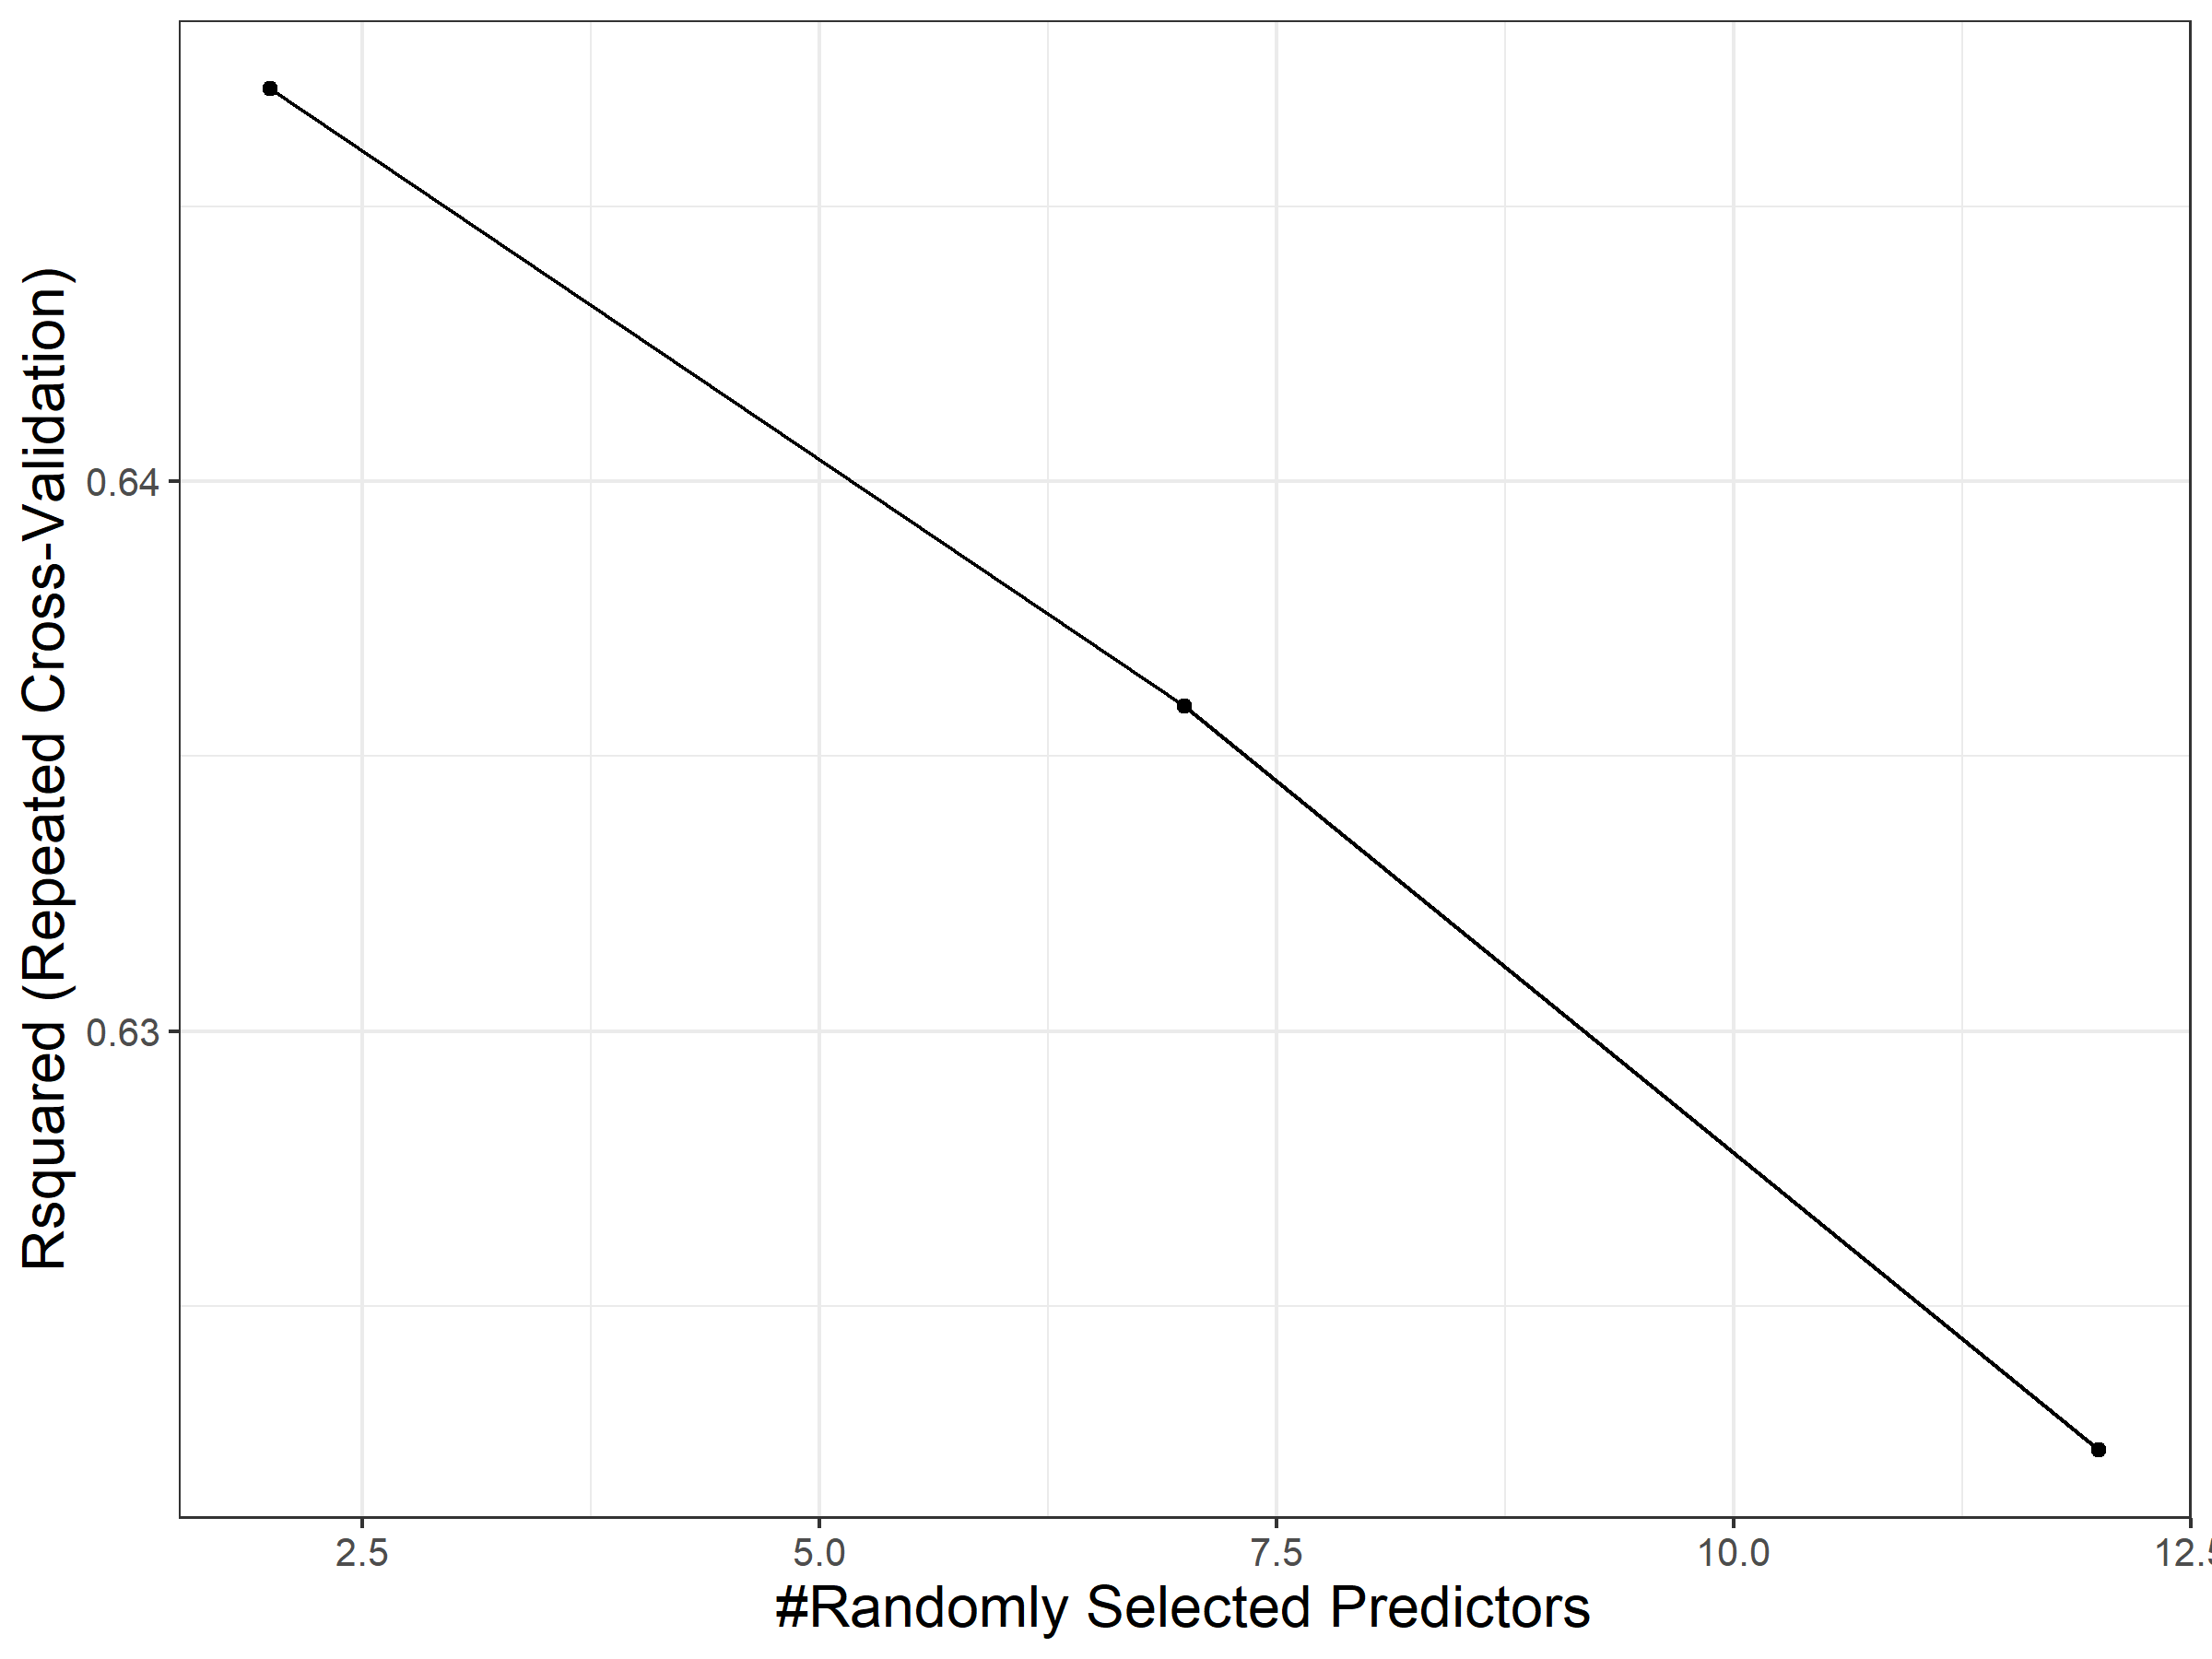 Rsquared (Repeated Cross-Validation)
0.64
0.63
2.5 5.0 7.5 10.0 12.5
#Randomly Selected Predictors